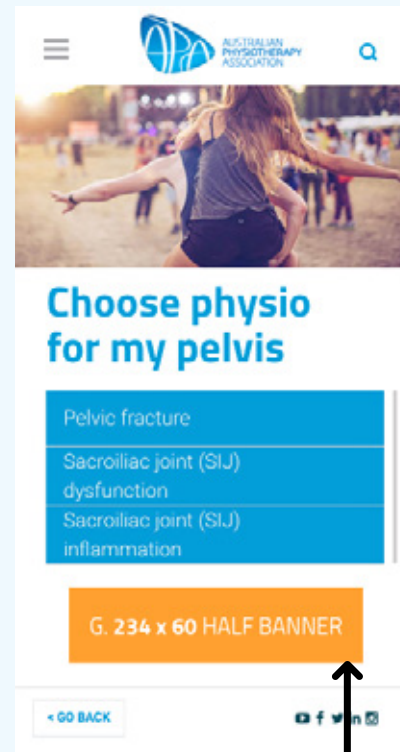 APA
AUSTRALIAN
PHYSIOTHERAPY
ASSOCIATION
Choose physio
for my pelvis
Pelvic fracture
Sacroiliac joint (SIJ)
dysfunction
Sacroiliac joint (SIJ)
inflammation
G. 234 x 60 HALF BANNER
< GO BACK